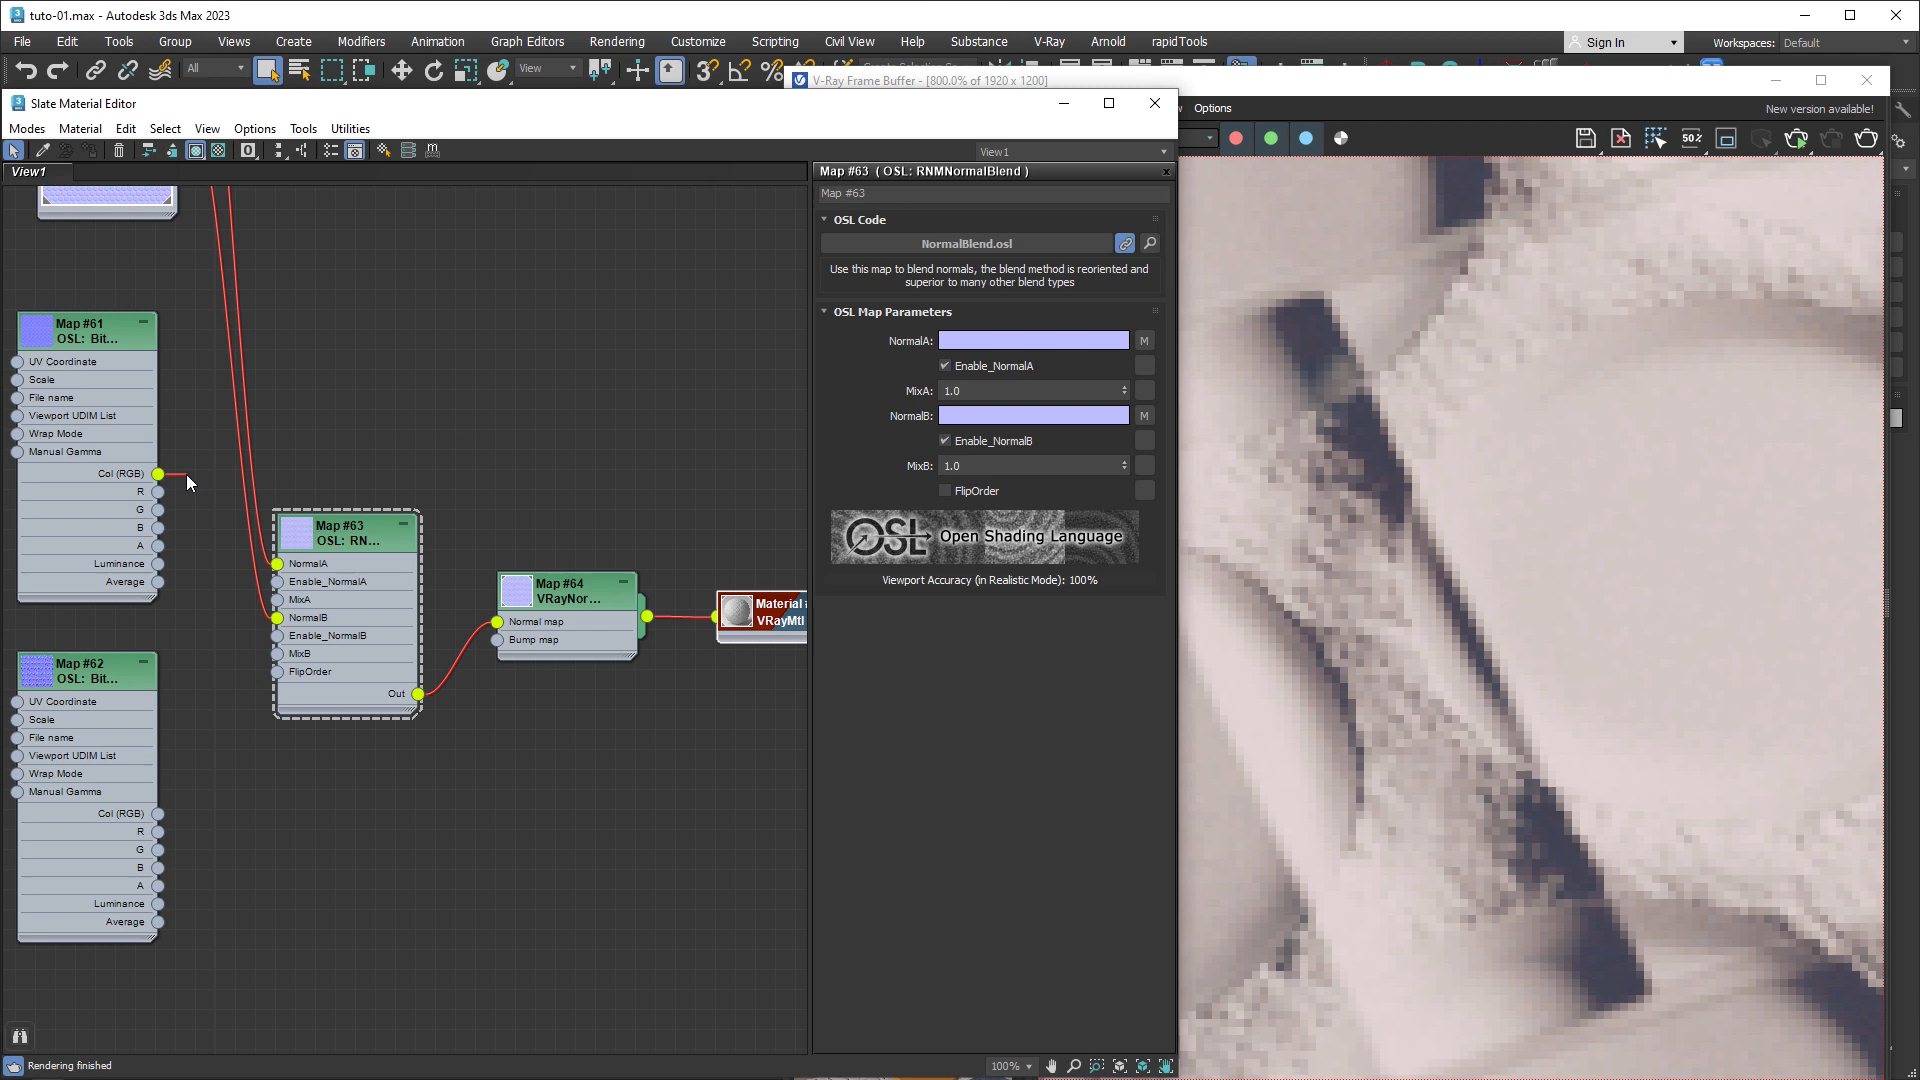 tuto-01.max - Autodesk 3ds Max 2023
File Edit Tools Group Views Create Modifiers Animation Graph Editors Rendering Customize Scripting Civil View Help Substance V-Ray Arnold rapidTools
Sign In
Workspaces: Default
All
View
V-Ray Frame Buffer - [800.0% of 1920 x 1200]
Options
New version available!
50%
Slate Material Editor
Modes Material Edit Select View Options Tools Utilities
View1
View1
Map #61
OSL: Bit...
UV Coordinate
Scale
File name
Viewport UDIM List
Wrap Mode
Manual Gamma
Col (RGB)
R
G
B
A
Luminance
Average
Map #62
OSL: Bit...
UV Coordinate
Scale
File name
Viewport UDIM List
Wrap Mode
Manual Gamma
Col (RGB)
R
G
B
A
Luminance
Average
Map #63
OSL: RN...
NormalA
Enable_NormalA
MixA
NormalB
Enable_NormalB
MixB
FlipOrder
Out
Map #64
VRayNor...
Normal map
Bump map
Material
VRayMtl
Map #63 ( OSL: RNMNormalBlend )
Map #63
OSL Code
NormalBlend.osl
Use this map to blend normals, the blend method is reoriented and
superior to many other blend types
OSL Map Parameters
NormalA: M
Enable_NormalA
MixA: 1.0
NormalB: M
Enable_NormalB
MixB: 1.0
FlipOrder
OSL Open Shading Language
Viewport Accuracy (in Realistic Mode): 100%
Rendering finished
100%